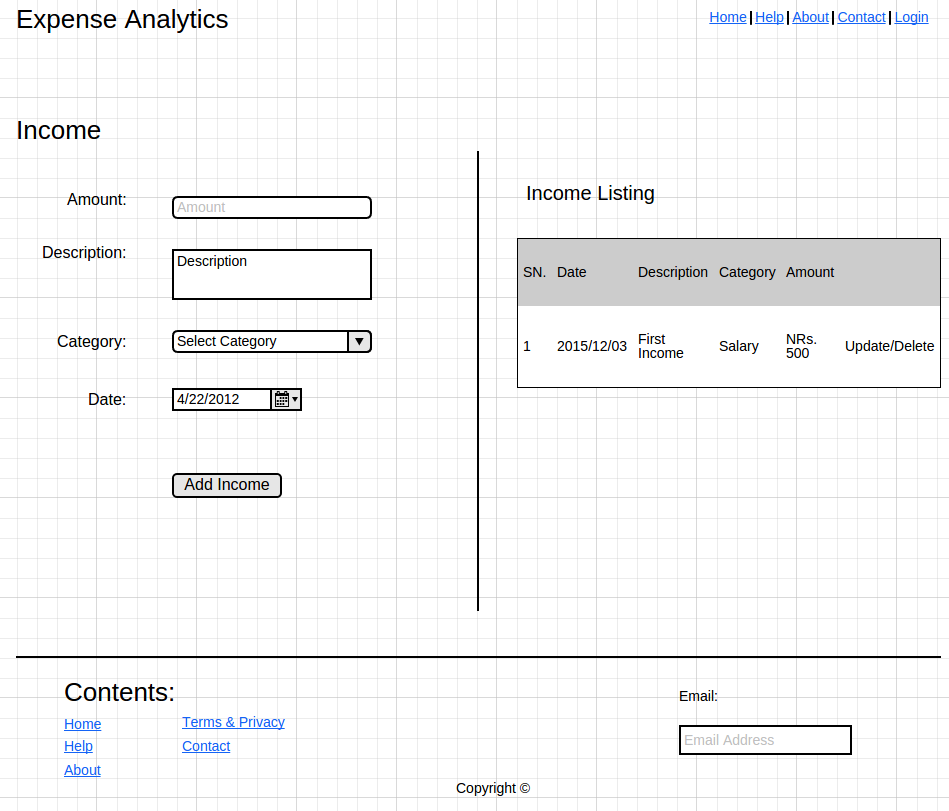 Expense Analytics
Home | Help | About | Contact | Login
Income
Amount:
Amount
Description:
Description
Category:
Select Category
Date:
4/22/2012
Add Income
Income Listing
SN. Date Description Category Amount
1 2015/12/03 First Income Salary NRs. 500 Update/Delete
Contents:
Home
Help
About
Terms & Privacy
Contact
Email:
Email Address
Copyright ©